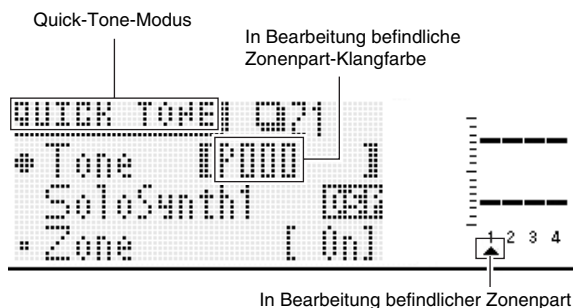 Quick-Tone-Modus
In Bearbeitung befindliche
Zonenpart-Klangfarbe
QUICK TONE
Tone [P000 ]
SoloSynth1
Zone [ On]
1 2 3 4
In Bearbeitung befindlicher Zonenpart